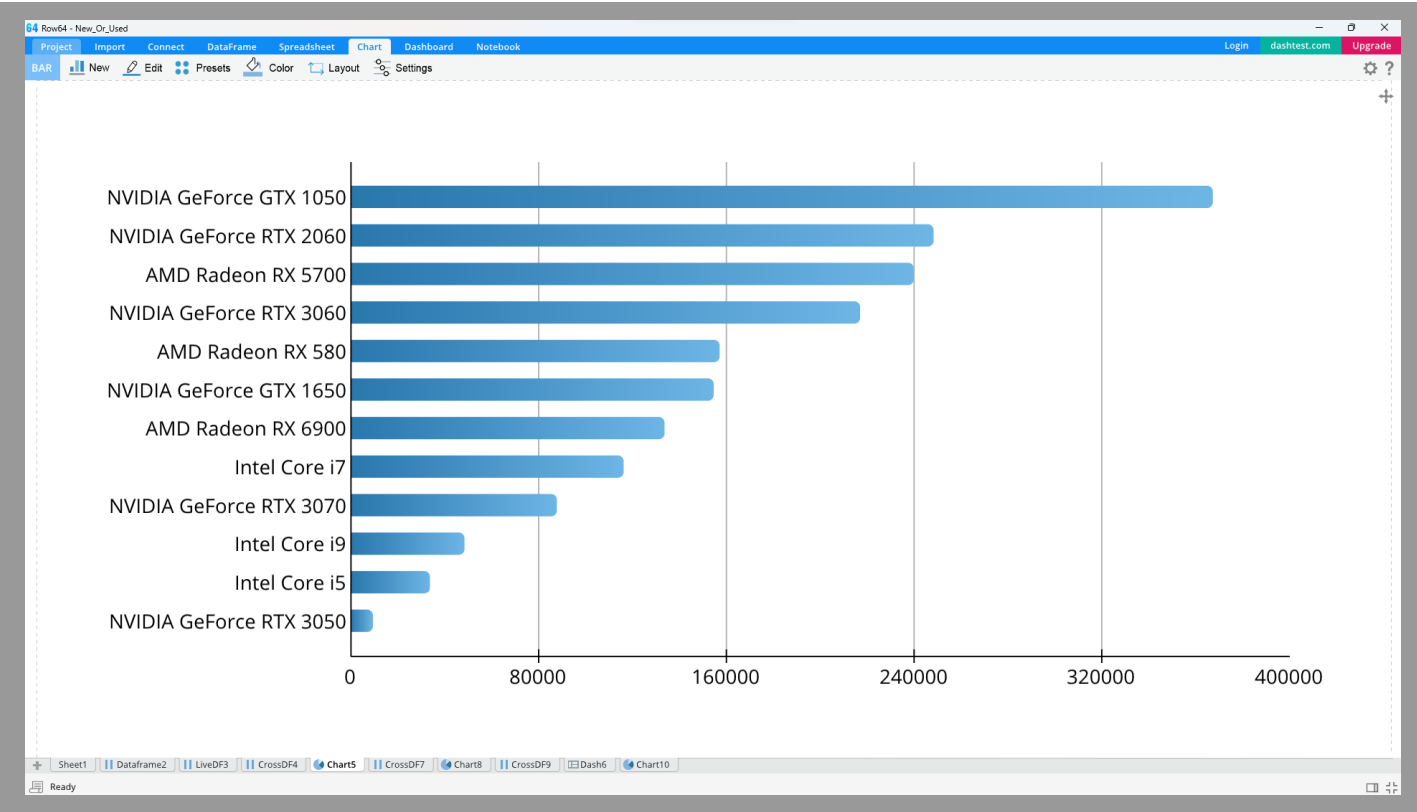 64 Row64 - New_Or_Used
Project Import Connect DataFrame Spreadsheet Chart Dashboard Notebook Login dashtest.com Upgrade
BAR New Edit Presets Color Layout Settings ?
NVIDIA GeForce GTX 1050
NVIDIA GeForce RTX 2060
AMD Radeon RX 5700
NVIDIA GeForce RTX 3060
AMD Radeon RX 580
NVIDIA GeForce GTX 1650
AMD Radeon RX 6900
Intel Core i7
NVIDIA GeForce RTX 3070
Intel Core i9
Intel Core i5
NVIDIA GeForce RTX 3050
0 80000 160000 240000 320000 400000
Sheet1 Dataframe2 LiveDF3 CrossDF4 Chart5 CrossDF7 Chart8 CrossDF9 Dash6 Chart10
Ready